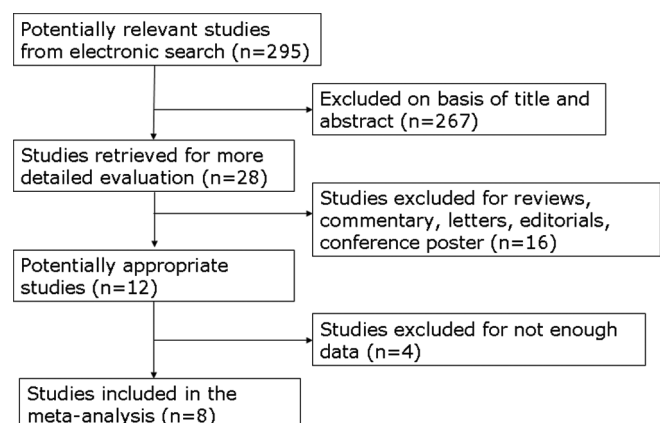 Potentially relevant studies
from electronic search (n=295)
Excluded on basis of title and
abstract (n=267)
Studies retrieved for more
detailed evaluation (n=28)
Studies excluded for reviews,
commentary, letters, editorials,
conference poster (n=16)
Potentially appropriate
studies (n=12)
Studies excluded for not enough
data (n=4)
Studies included in the
meta-analysis (n=8)